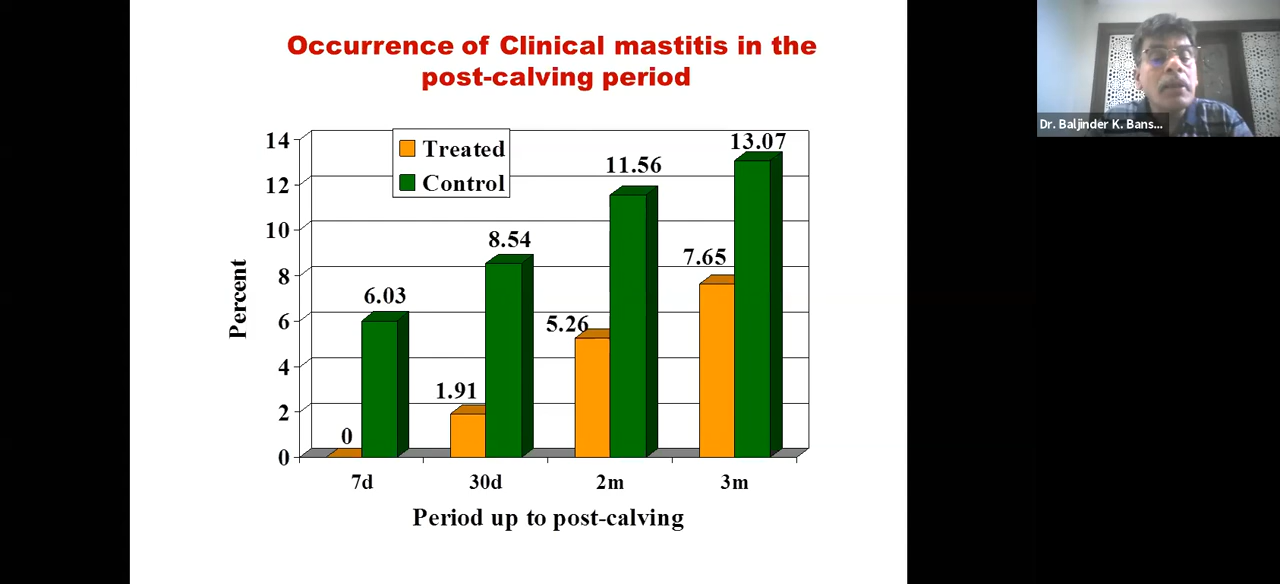 Occurrence of Clinical mastitis in the
post-calving period
Dr. Baljinder K. Bans...
Treated
Control
Percent
14
12
10
8
6
4
2
0
0
6.03
1.91
8.54
5.26
11.56
7.65
13.07
7d
30d
2m
3m
Period up to post-calving